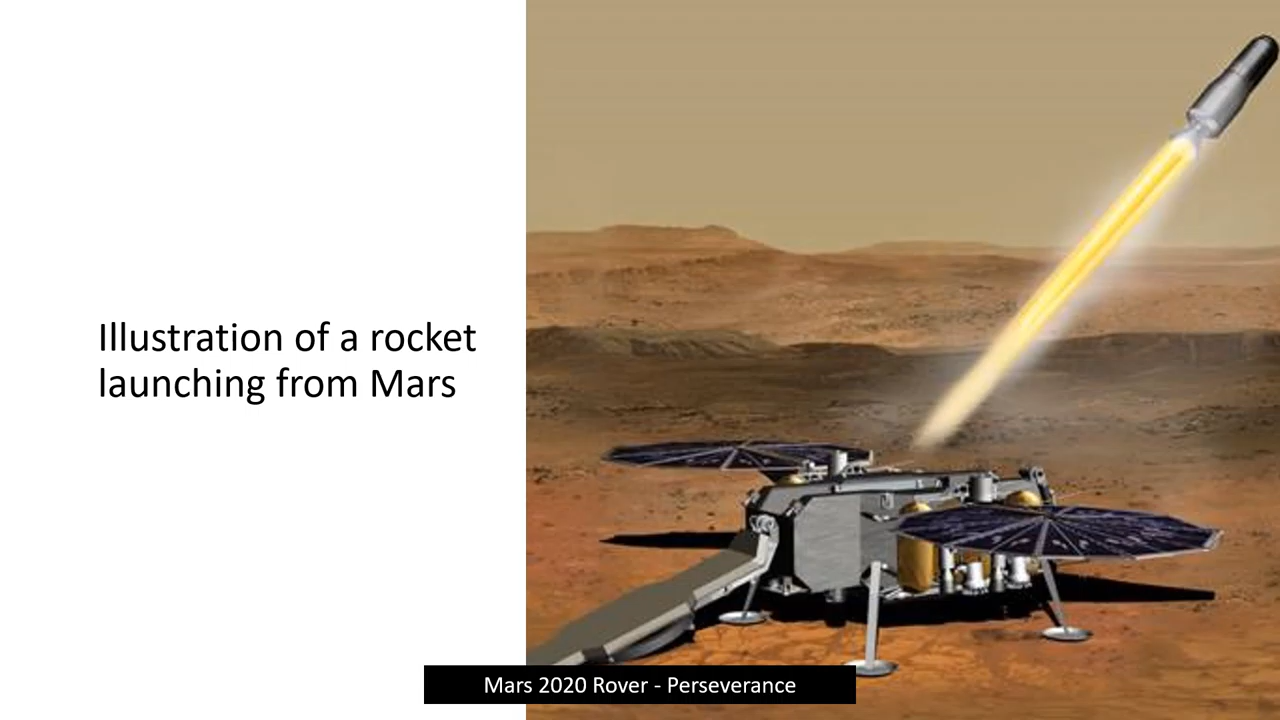 Illustration of a rocket
launching from Mars
Mars 2020 Rover - Perseverance